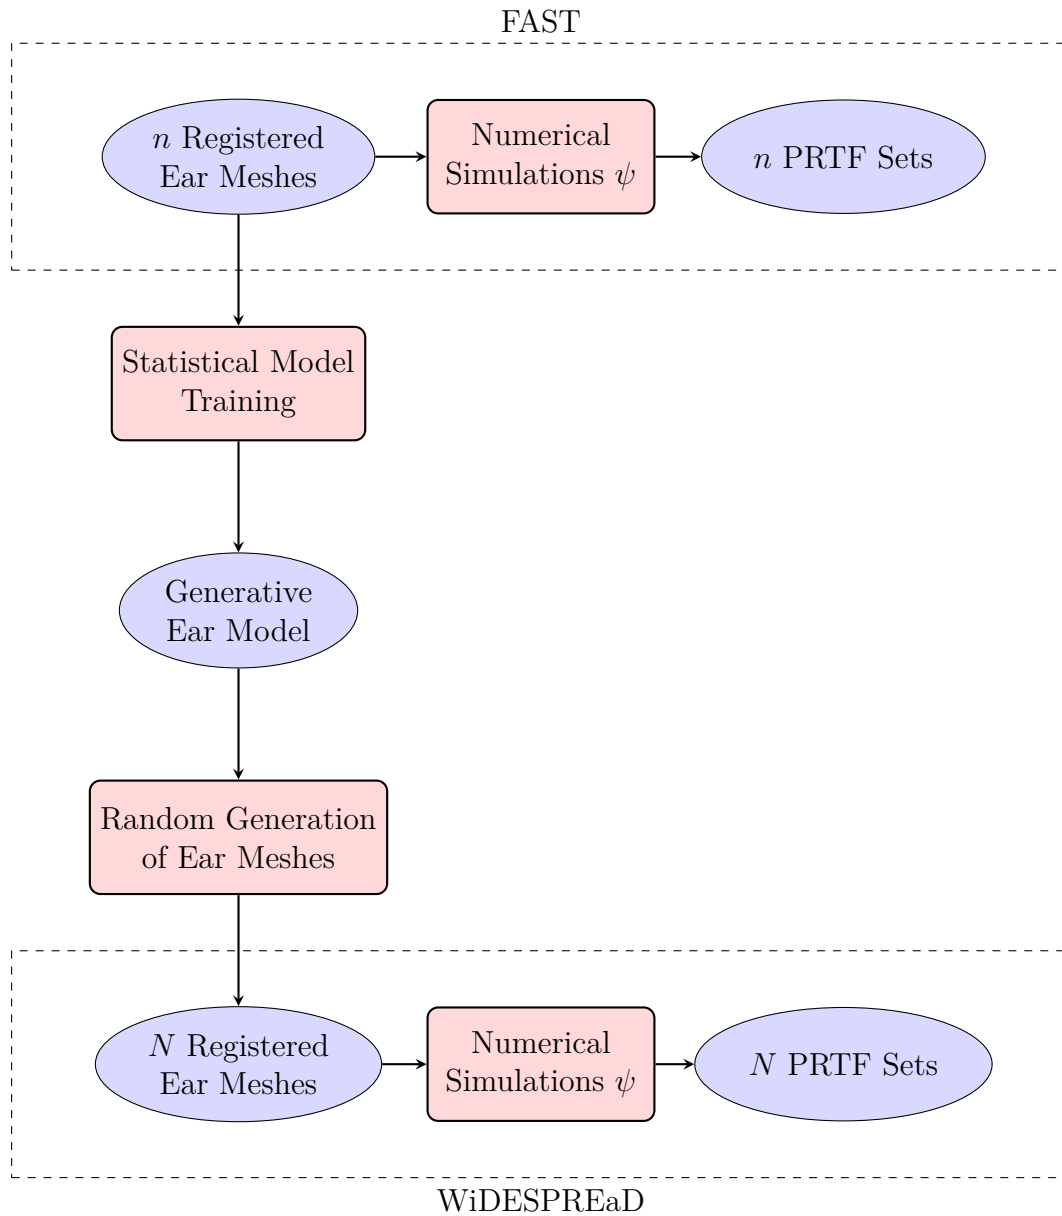 FAST
n Registered
Ear Meshes
Numerical
Simulations ψ
n PRTF Sets
Statistical Model
Training
Generative
Ear Model
Random Generation
of Ear Meshes
N Registered
Ear Meshes
Numerical
Simulations ψ
N PRTF Sets
WiDESPREaD